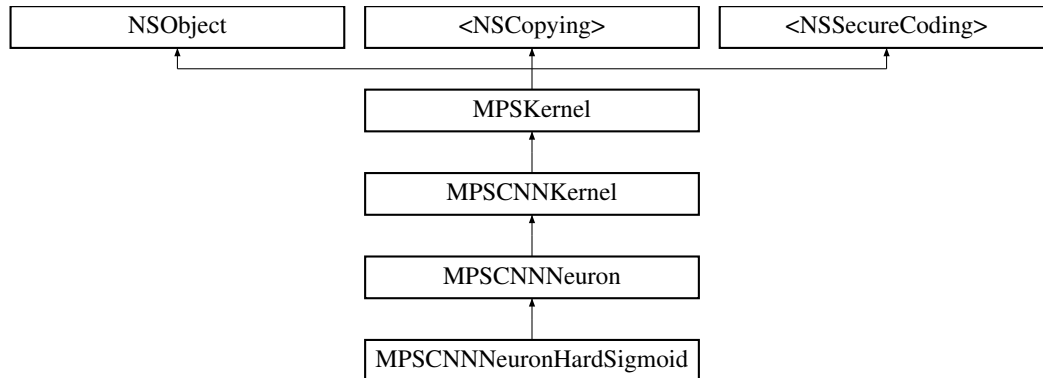 NSObject
<NSCopying>
<NSSecureCoding>
MPSKernel
MPSCNNKernel
MPSCNNNeuron
MPSCNNNeuronHardSigmoid